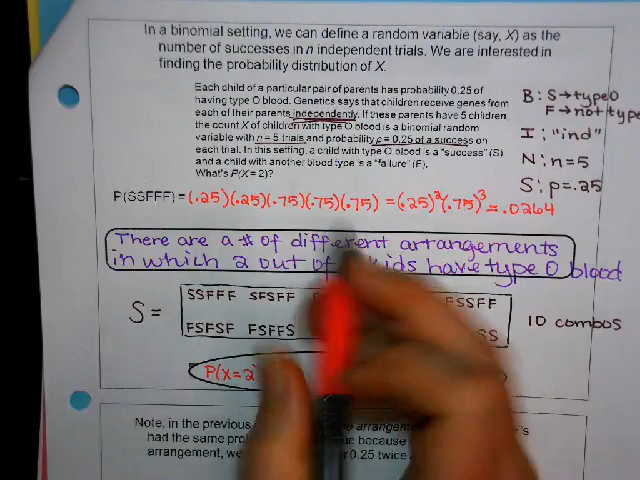 In a binomial setting, we can define a random variable (say, X) as the
number of successes in n independent trials. We are interested in
finding the probability distribution of X.
Each child of a particular pair of parents has probability 0.25 of
having type O blood. Genetics says that children receive genes from
each of their parents independently. If these parents have 5 children,
the count X of children with type O blood is a binomial random
variable with n = 5 trials and probability p = 0.25 of a success on
each trial. In this setting, a child with type O blood is a "success" (S)
and a child with another blood type is a "failure" (F).
What's P(X = 2)?
B: S→type O
F→not type
I: "ind"
N: n=5
S: p=.25
P(SSFFF) = (.25)(.25)(.75)(.75)(.75) = (.25)²(.75)³ = .0264
There are a # of different arrangements
in which 2 out of kids have type O blood
S = SSFFF SFSFF FSSFF
FSFSF FSFFS SS
10 combos
P(X=2)
Note, in the previous arrangeme 's
had the same pro because
arrangement, we 0.25 twice